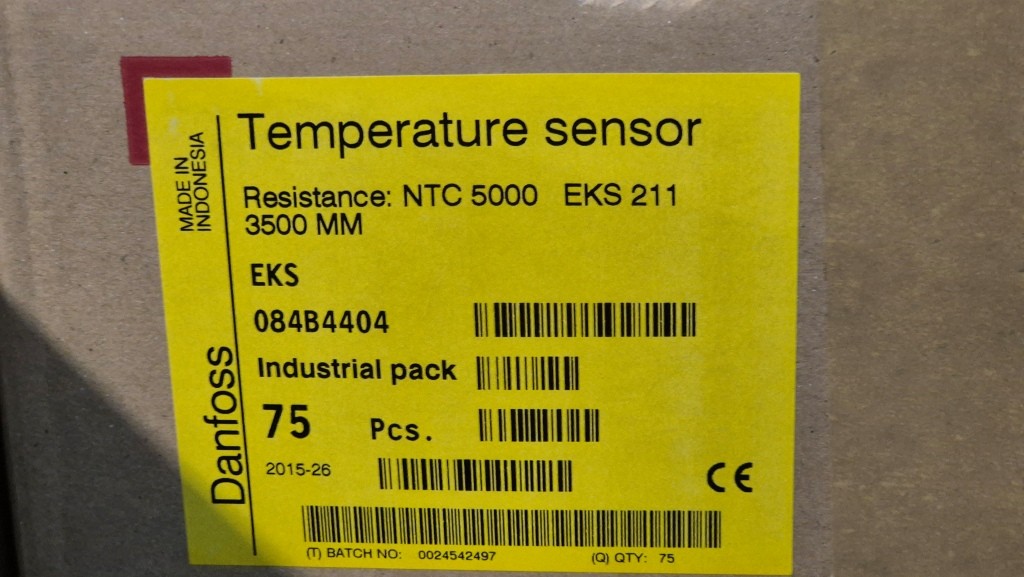 MADE IN
INDONESIA
Danfoss
Temperature sensor
Resistance: NTC 5000 EKS 211
3500 MM
EKS
084B4404
Industrial pack
75 Pcs.
2015-26
CE
(T) BATCH NO: 0024542497 (Q) QTY: 75